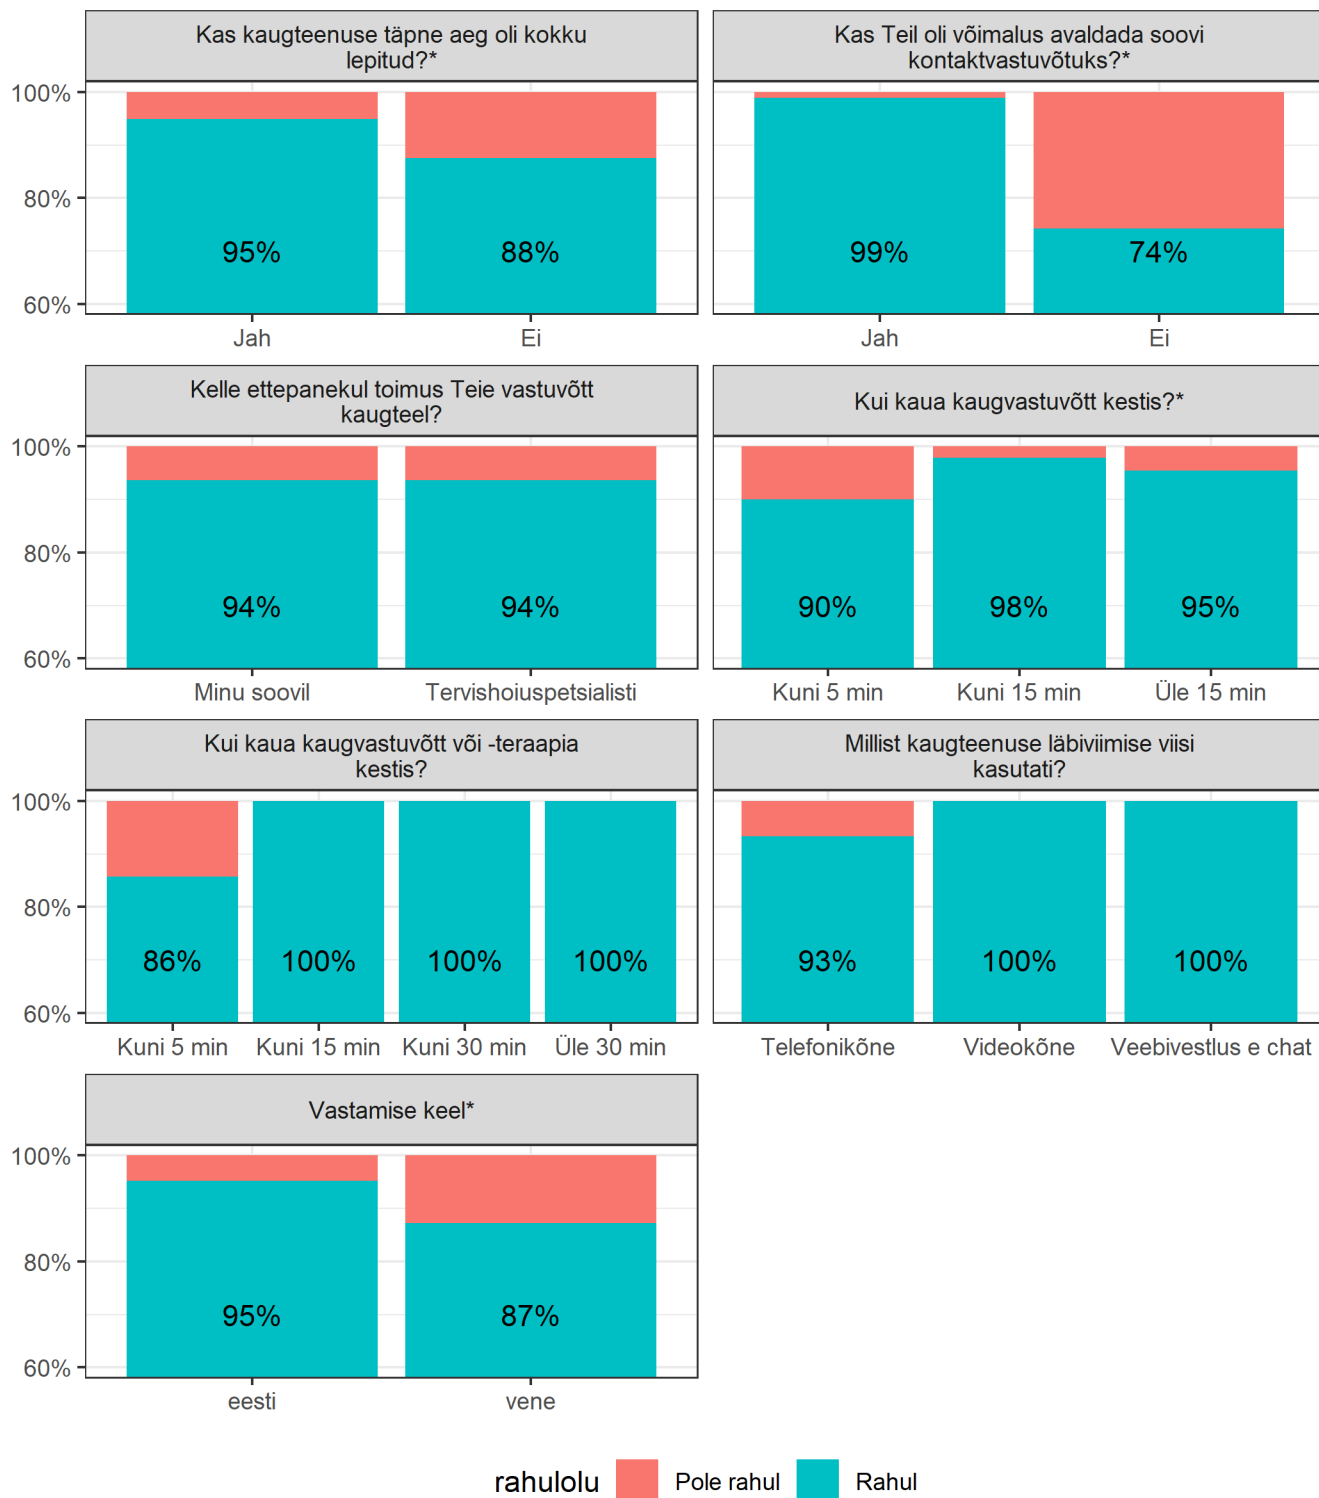 Kas kaugteenuse täpne aeg oli kokku
lepitud?*
100%
80%
60%
95%
88%
Jah
Ei
Kas Teil oli võimalus avaldada soovi
kontaktvastuvõtuks?*
99%
74%
Jah
Ei
Kelle ettepanekul toimus Teie vastuvõtt
kaugteel?
100%
80%
60%
94%
94%
Minu soovil
Tervishoiuspetsialisti
Kui kaua kaugvastuvõtt kestis?*
90%
98%
95%
Kuni 5 min
Kuni 15 min
Üle 15 min
Kui kaua kaugvastuvõtt või -teraapia
kestis?
100%
80%
60%
86%
100%
100%
100%
Kuni 5 min
Kuni 15 min
Kuni 30 min
Üle 30 min
Millist kaugteenuse läbiviimise viisi
kasutati?
93%
100%
100%
Telefonikõne
Videokõne
Veebivestlus e chat
Vastamise keel*
100%
80%
60%
95%
87%
eesti
vene
rahulolu
Pole rahul
Rahul